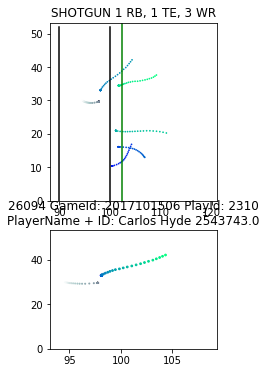 SHOTGUN 1 RB, 1 TE, 3 WR
50
40
30
20
10
0
90 100 110 120
26094 GameId: 2017101506 PlayId: 2310
PlayerName + ID: Carlos Hyde 2543743.0
40
20
0
95 100 105